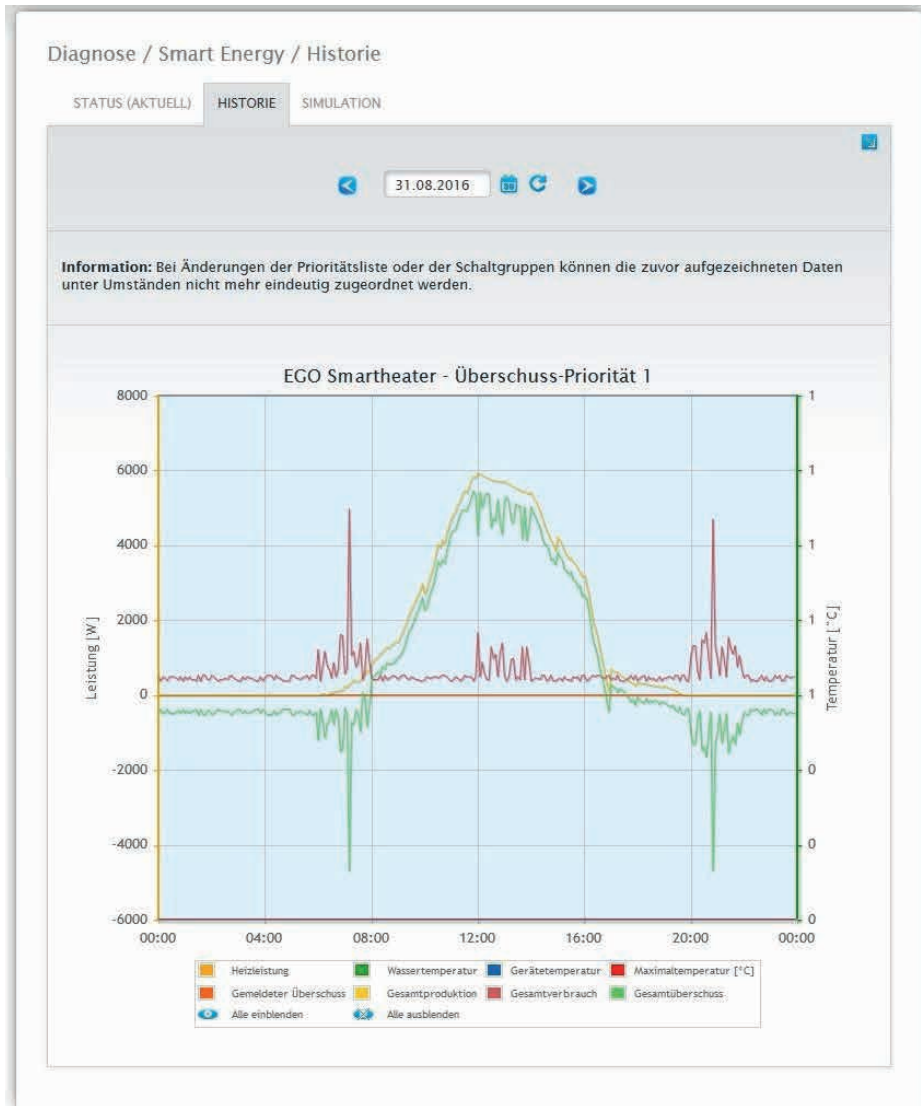 Diagnose / Smart Energy / Historie
STATUS (AKTUELL) HISTORIE SIMULATION
31.08.2016
Information: Bei Änderungen der Prioritätsliste oder der Schaltgruppen können die zuvor aufgezeichneten Daten
unter Umständen nicht mehr eindeutig zugeordnet werden.
EGO Smartheater - Überschuss-Priorität 1
8000 1
6000 1
4000 1
2000 1
0 1
-2000 0
-4000 0
-6000 0
Leistung [W]
Temperatur [°C]
00:00 04:00 08:00 12:00 16:00 20:00 00:00
Heizleistung Wassertemperatur Gerätetemperatur Maximaltemperatur [°C]
Gemeldeter Überschuss Gesamtproduktion Gesamtverbrauch Gesamtüberschuss
Alle einblenden Alle ausblenden